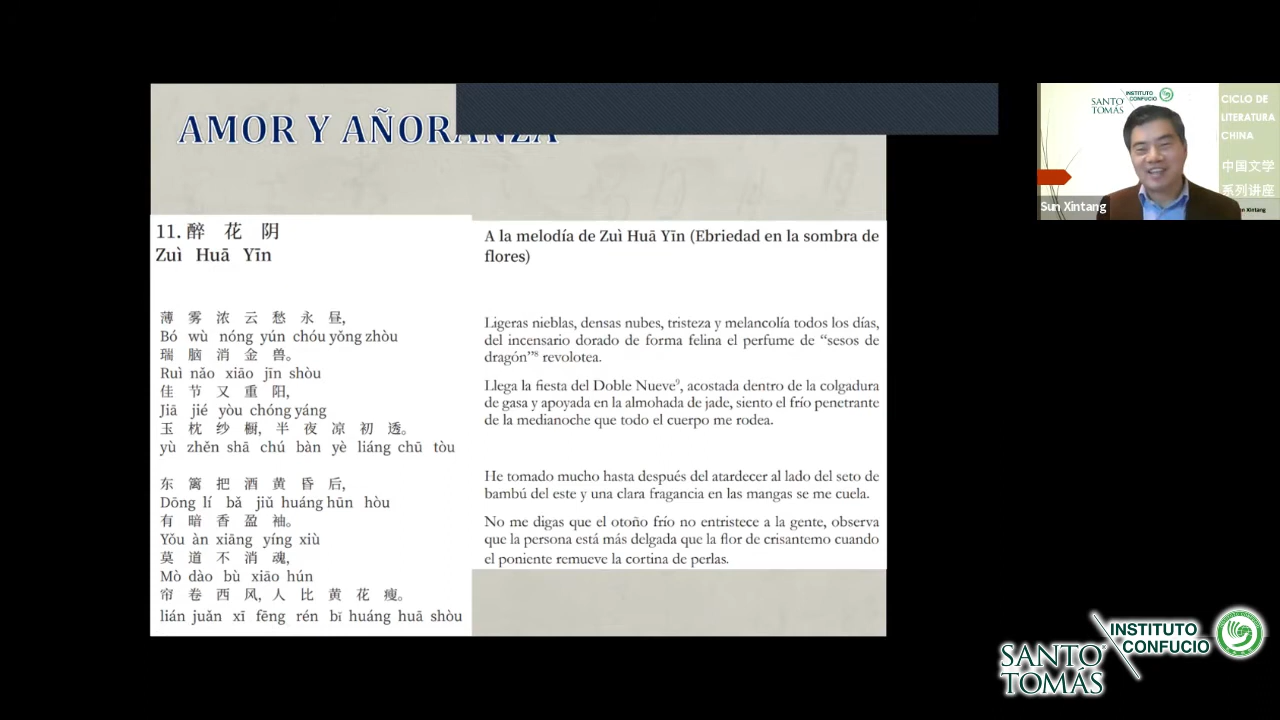 AMOR Y AÑORANZA
11. 醉 花 阴
Zuì Huā Yīn
薄 雾 浓 云 愁 永 昼,
Bó wù nóng yún chóu yǒng zhòu
瑞 脑 消 金 兽。
Ruì nǎo xiāo jīn shòu
佳 节 又 重 阳,
Jiā jié yòu chóng yáng
玉 枕 纱 橱, 半 夜 凉 初 透。
yù zhěn shā chú bàn yè liáng chū tòu
东 篱 把 酒 黄 昏 后,
Dōng lí bǎ jiǔ huáng hūn hòu
有 暗 香 盈 袖。
Yǒu àn xiāng yíng xiù
莫 道 不 消 魂,
Mò dào bù xiāo hún
帘 卷 西 风, 人 比 黄 花 瘦。
lián juǎn xī fēng rén bǐ huáng huā shòu
A la melodía de Zuì Huā Yīn (Ebriedad en la sombra de
flores)
Ligeras nieblas, densas nubes, tristeza y melancolía todos los días,
del incensario dorado de forma felina el perfume de “sesos de
dragón”⁸ revolotea.
Llega la fiesta del Doble Nueve⁹, acostada dentro de la colgadura
de gasa y apoyada en la almohada de jade, siento el frío penetrante
de la medianoche que todo el cuerpo me rodea.
He tomado mucho hasta después del atardecer al lado del seto de
bambú del este y una clara fragancia en las mangas se me cuela.
No me digas que el otoño frío no entristece a la gente, observa
que la persona está más delgada que la flor de crisantemo cuando
el poniente remueve la cortina de perlas.
SANTO TOMÁS
INSTITUTO CONFUCIO
CICLO DE
LITERATURA
CHINA
中国文学
系列讲座
Sun Xintang
SANTO
TOMÁS
INSTITUTO
CONFUCIO